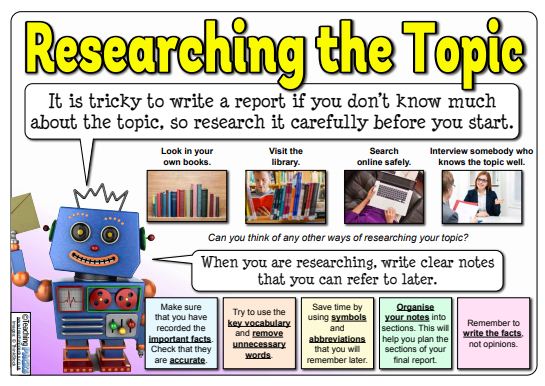 Researching the Topic
It is tricky to write a report if you don't know much
about the topic, so research it carefully before you start.
Look in your
own books.
Visit the
library.
Search
online safely.
Interview somebody who
knows the topic well.
Can you think of any other ways of researching your topic?
When you are researching, write clear notes
that you can refer to later.
Make sure
that you have
recorded the
important facts.
Check that they
are accurate.
Try to use the
key vocabulary
and remove
unnecessary
words.
Save time by
using symbols
and
abbreviations
that you will
remember later.
Organise
your notes into
sections. This will
help you plan the
sections of your
final report.
Remember to
write the facts,
not opinions.
©Teaching Packs